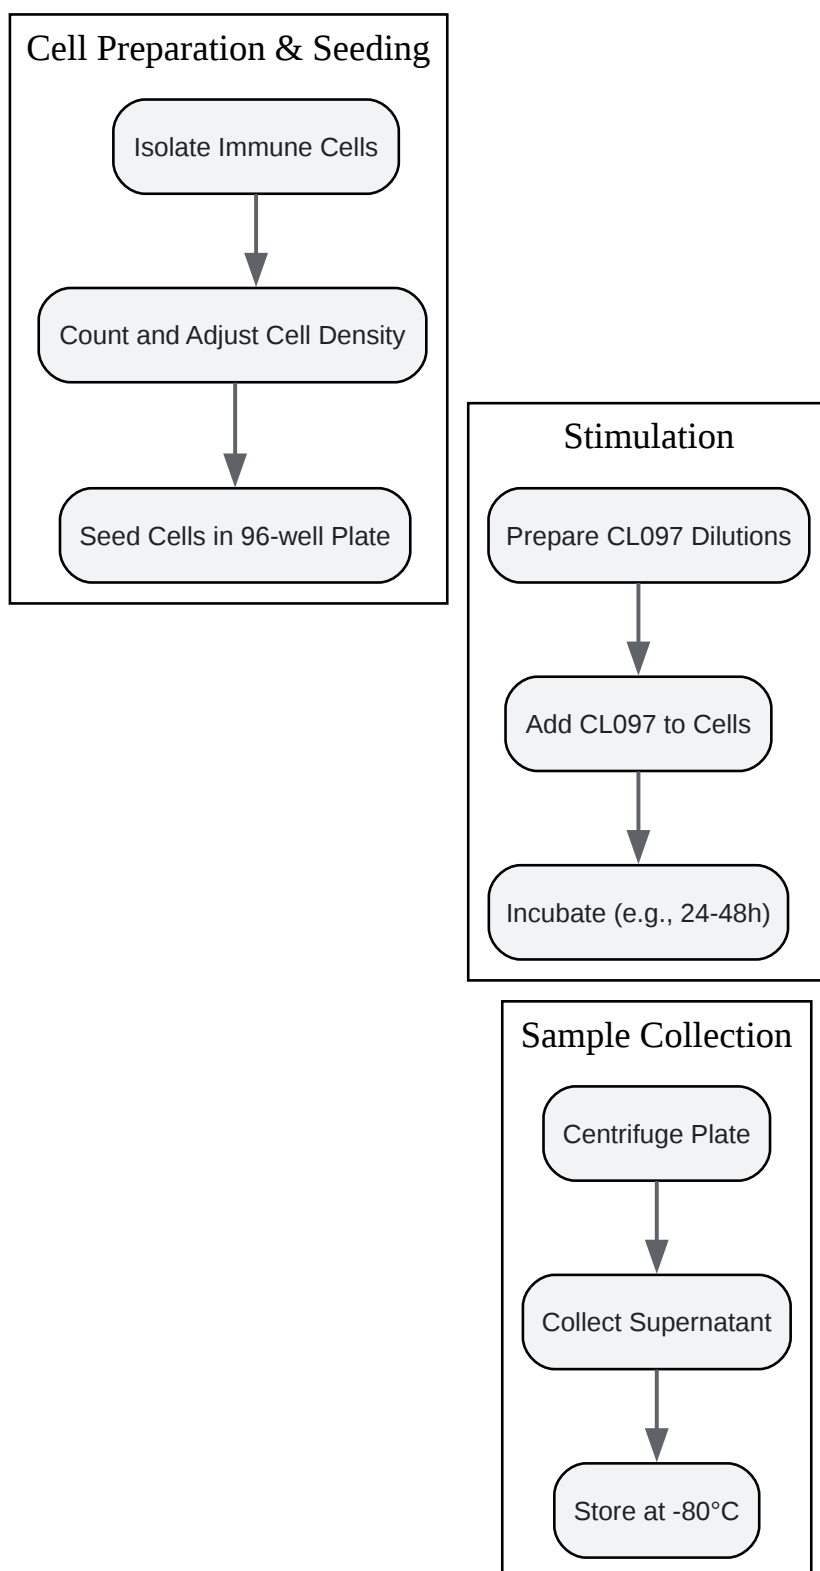 Cell Preparation & Seeding
Isolate Immune Cells
Count and Adjust Cell Density
Seed Cells in 96-well Plate
Stimulation
Prepare CL097 Dilutions
Add CL097 to Cells
Incubate (e.g., 24-48h)
Sample Collection
Centrifuge Plate
Collect Supernatant
Store at -80°C